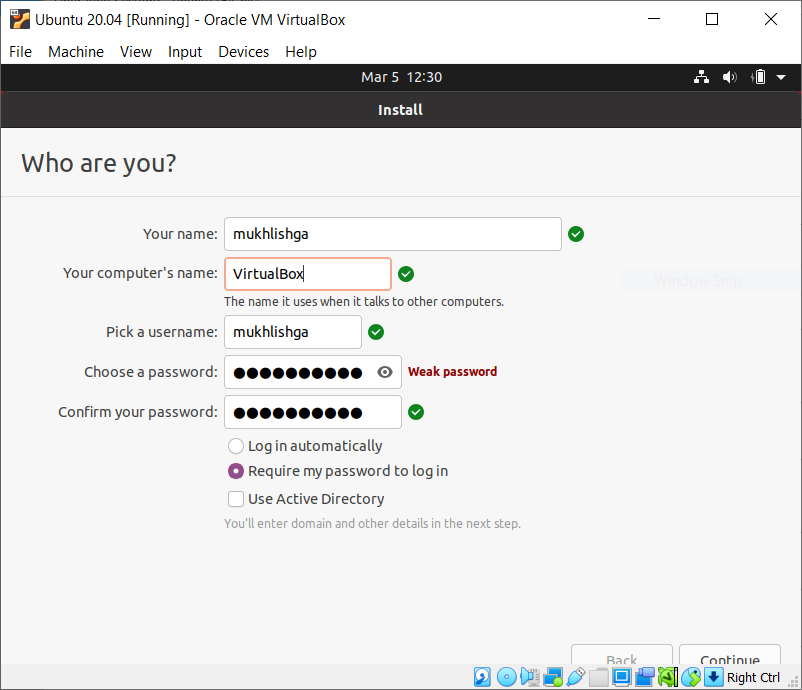 Ubuntu 20.04 [Running] - Oracle VM VirtualBox
File Machine View Input Devices Help
Mar 5 12:30
Install
Who are you?
Your name: mukhlishga
Your computer's name: VirtualBox
Window Snip
The name it uses when it talks to other computers.
Pick a username: mukhlishga
Choose a password: ●●●●●●●●●● Weak password
Confirm your password: ●●●●●●●●●●
Log in automatically
Require my password to log in
Use Active Directory
You'll enter domain and other details in the next step.
Back Continue
Right Ctrl